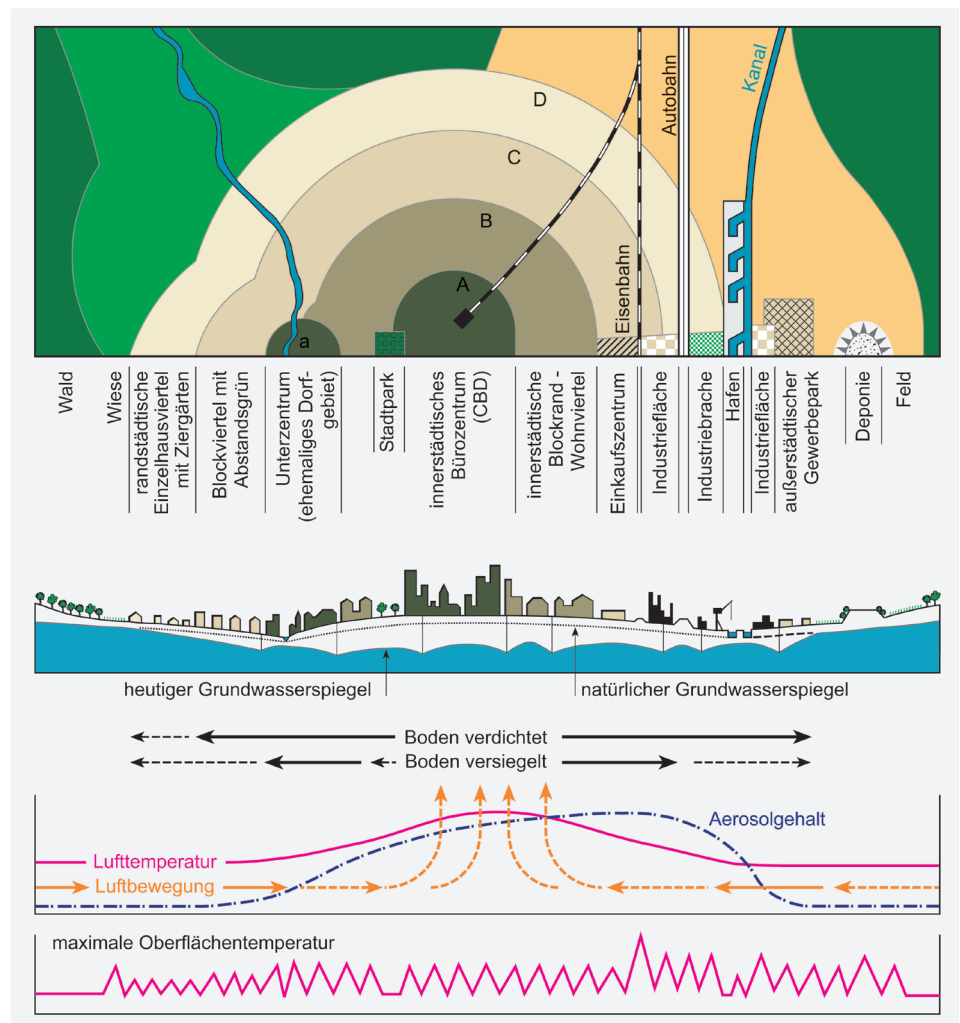 D
C
B
A
a
Eisenbahn
Autobahn
Kanal
Wald
Wiese
randstädtische
Einzelhausviertel
mit Ziergärten
Blockviertel mit
Abstandsgrün
Unterzentrum
(ehemaliges Dorf-
gebiet)
Stadtpark
innerstädtisches
Bürozentrum
(CBD)
innerstädtische
Blockrand -
Wohnviertel
Einkaufszentrum
Industriefläche
Industriebrache
Hafen
Industriefläche
außerstädtischer
Gewerbepark
Deponie
Feld
heutiger Grundwasserspiegel
natürlicher Grundwasserspiegel
Boden verdichtet
Boden versiegelt
Aerosolgehalt
Lufttemperatur
Luftbewegung
maximale Oberflächentemperatur